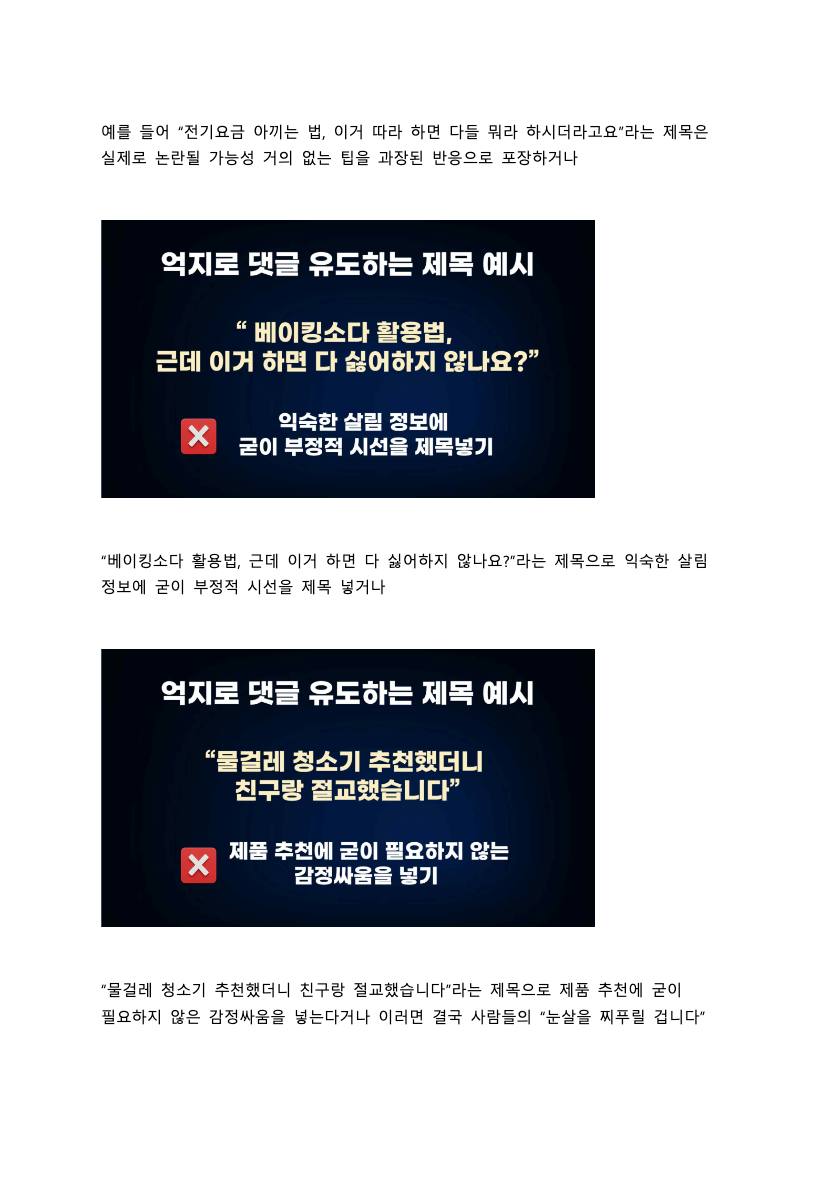 예를 들어 “전기요금 아끼는 법, 이거 따라 하면 다들 뭐라 하시더라고요”라는 제목은
실제로 논란될 가능성 거의 없는 팁을 과장된 반응으로 포장하거나
억지로 댓글 유도하는 제목 예시
“ 베이킹소다 활용법,
근데 이거 하면 다 싫어하지 않나요?”
익숙한 살림 정보에
굳이 부정적 시선을 제목넣기
“베이킹소다 활용법, 근데 이거 하면 다 싫어하지 않나요?”라는 제목으로 익숙한 살림
정보에 굳이 부정적 시선을 제목 넣거나
억지로 댓글 유도하는 제목 예시
“물걸레 청소기 추천했더니
친구랑 절교했습니다”
제품 추천에 굳이 필요하지 않는
감정싸움을 넣기
“물걸레 청소기 추천했더니 친구랑 절교했습니다”라는 제목으로 제품 추천에 굳이
필요하지 않은 감정싸움을 넣는다거나 이러면 결국 사람들의 “눈살을 찌푸릴 겁니다”